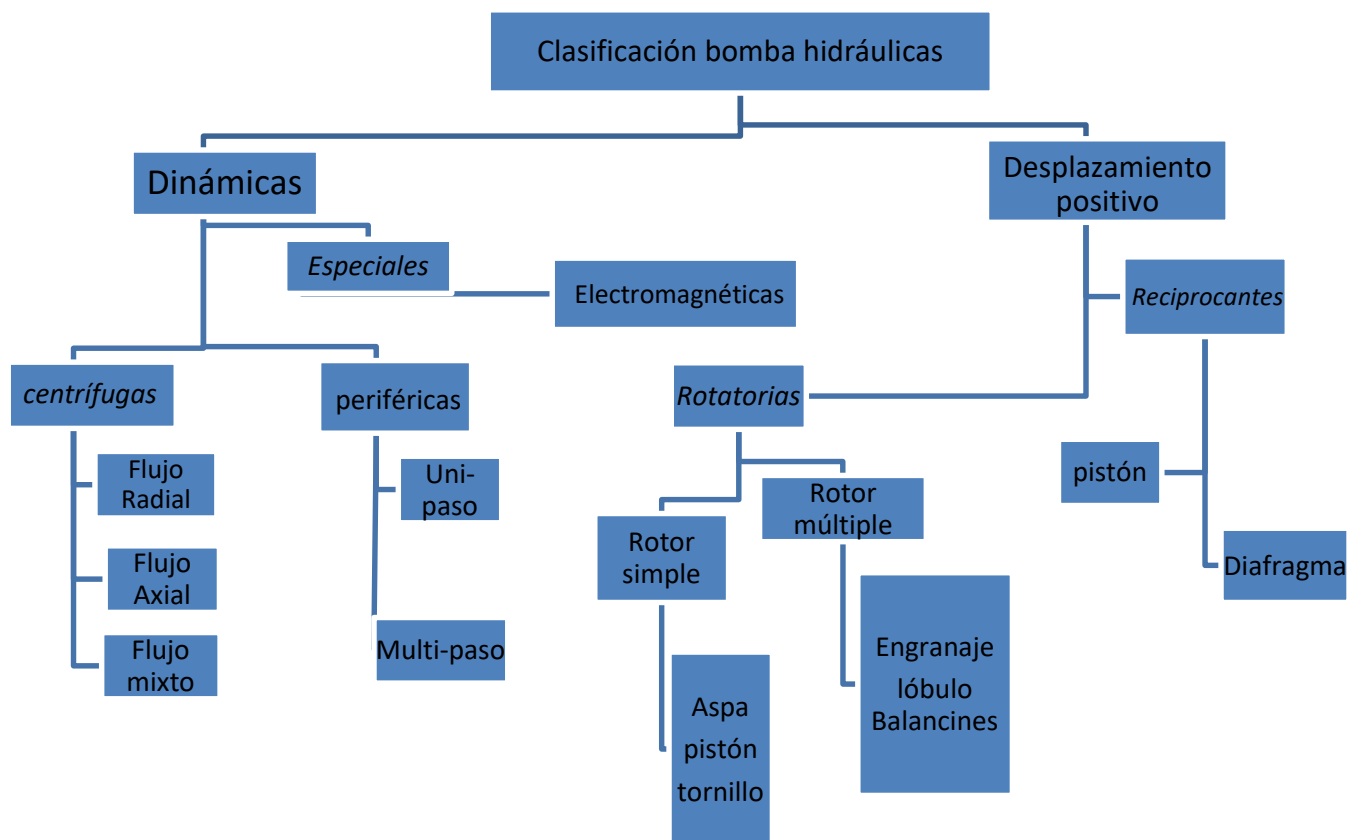 Clasificación bomba hidráulicas
Dinámicas
Desplazamiento
positivo
Especiales
Electromagnéticas
Reciprocantes
centrífugas
periféricas
Rotatorias
Flujo
Radial
Uni-
paso
Rotor
múltiple
pistón
Rotor
simple
Flujo
Axial
Diafragma
Flujo
mixto
Multi-paso
Engranaje
lóbulo
Balancines
Aspa
pistón
tornillo